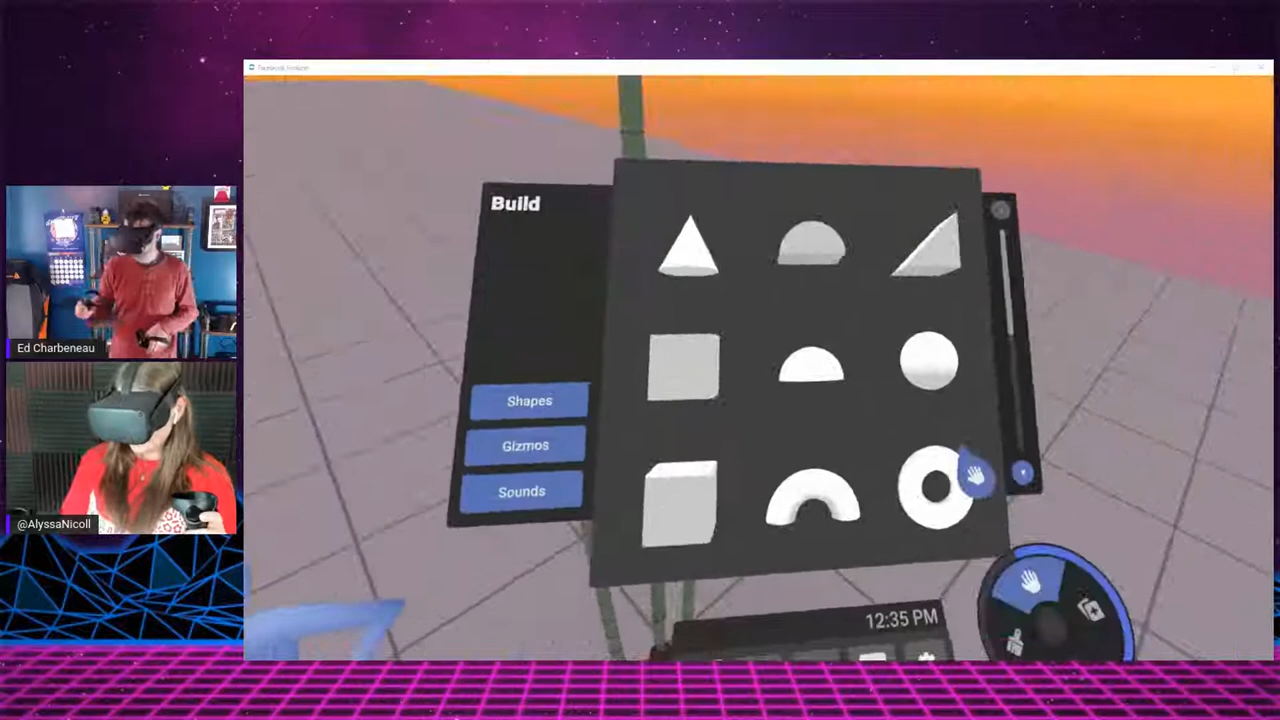 Build
Shapes
Gizmos
Sounds
12:35 PM
Ed Charbeneau
@AlyssaNicoll